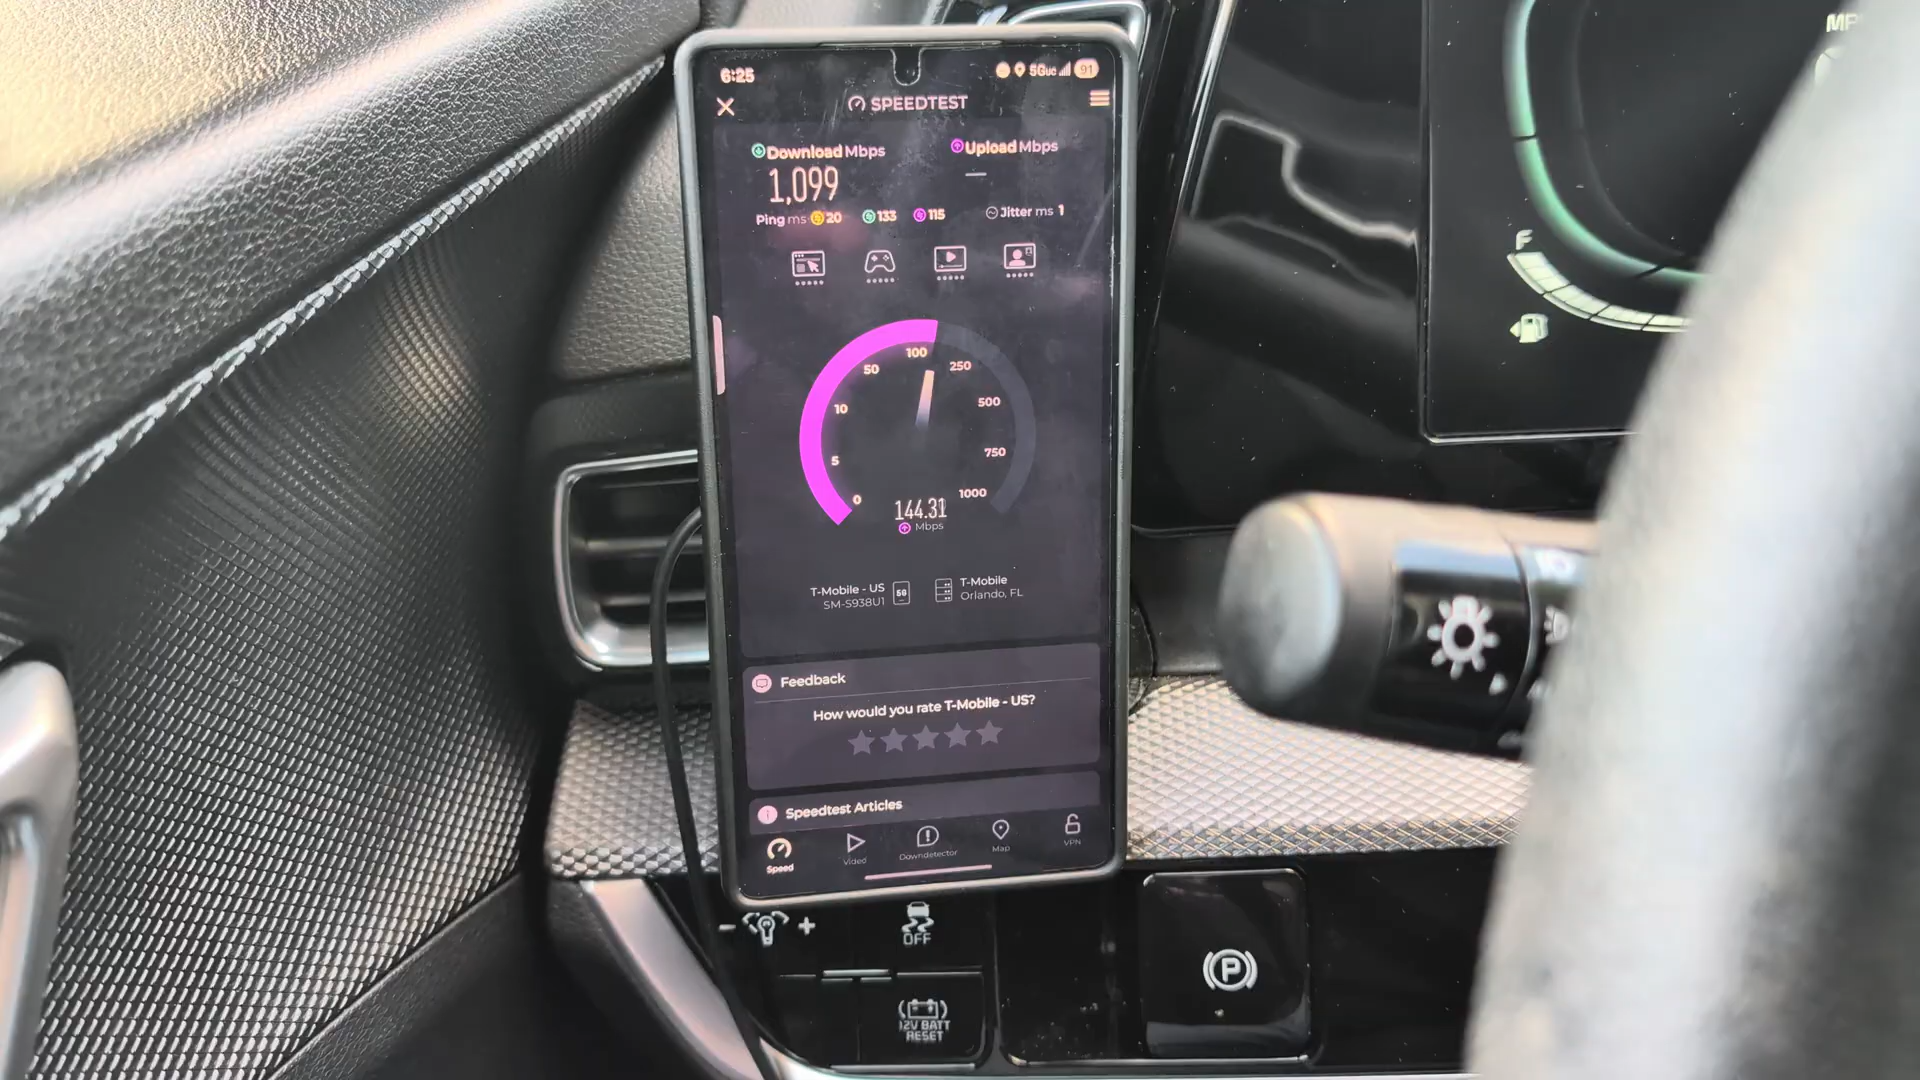 6:25
5Guc 91
SPEEDTEST
Download Mbps
Upload Mbps
1,099
—
Ping ms 20 133 115 Jitter ms 1
0
5
10
50
100
250
500
750
1000
144.31
Mbps
T-Mobile - US
SM-S938U1
5G
T-Mobile
Orlando, FL
Feedback
How would you rate T-Mobile - US?
Speedtest Articles
Speed
Video
Downdetector
Map
VPN
F
- +
OFF
12V BATT
RESET
P